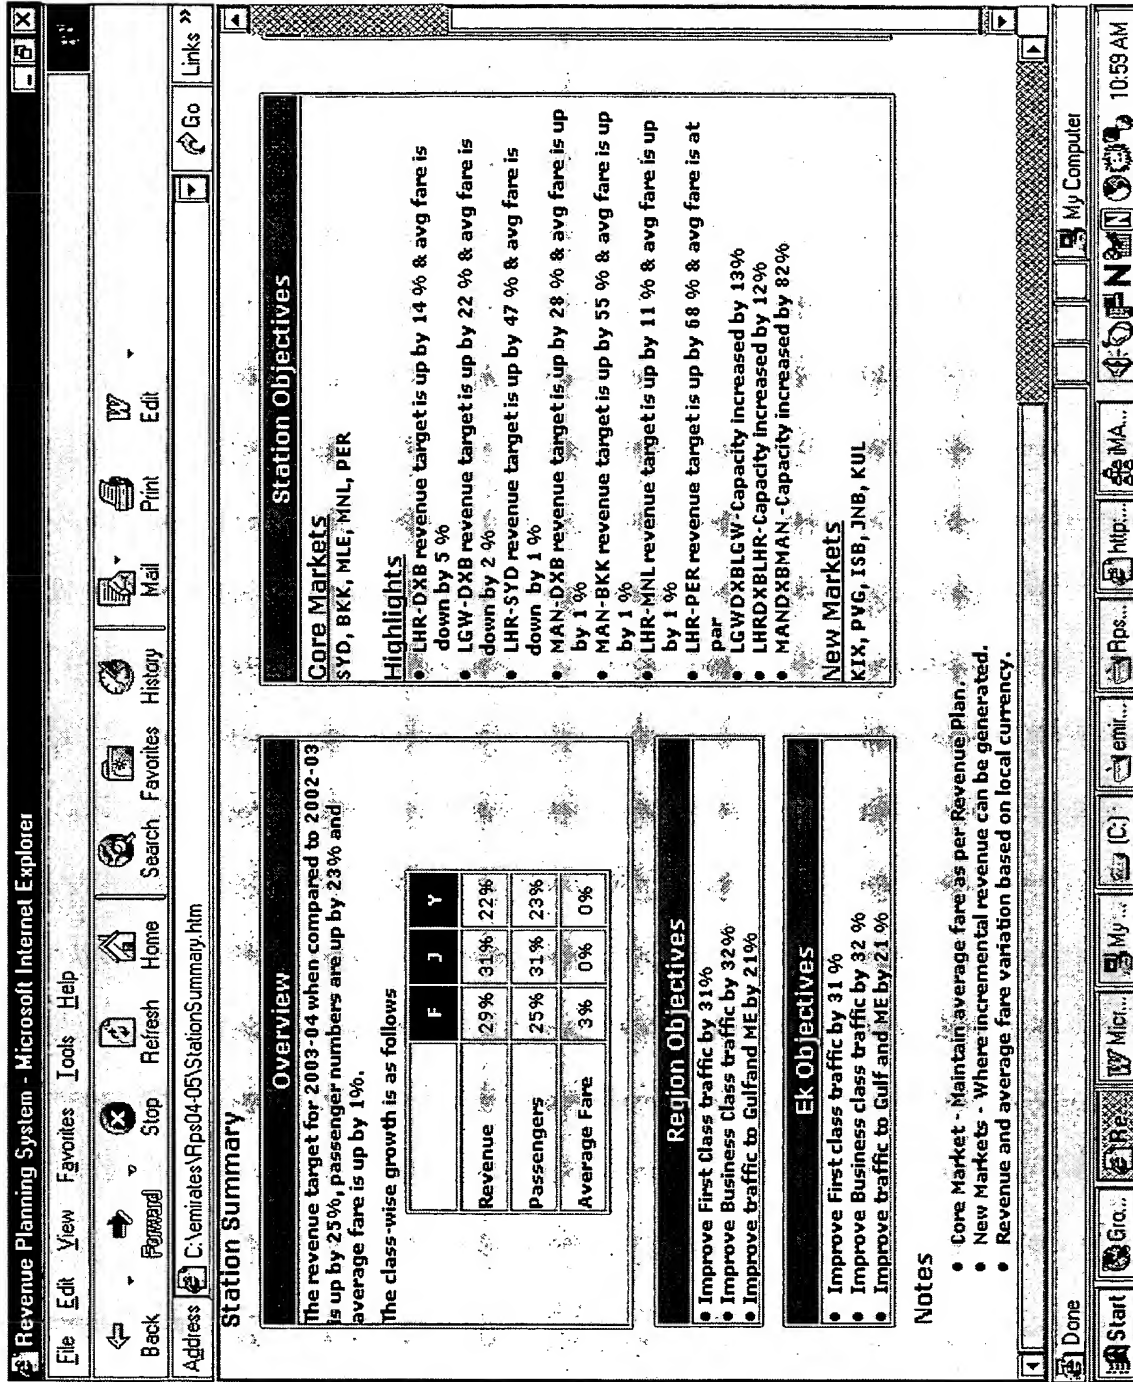 Revenue Planning System - Microsoft Internet Explorer
File Edit View Favorites Tools Help
Back Forward Stop Refresh Home Search Favorites History Mail Print Edit
Address C:\emirates\Rps04-05\StationSummary.htm Go Links »
Station Summary
Overview
The revenue target for 2003-04 when compared to 2002-03
is up by 25%, passenger numbers are up by 23% and
average fare is up by 1%.
The class-wise growth is as follows
F J Y
Revenue 29% 31% 22%
Passengers 25% 31% 23%
Average Fare 3% 0% 0%
Region Objectives
• Improve First Class traffic by 31%
• Improve Business Class traffic by 32%
• Improve traffic to Gulf and ME by 21%
Ek Objectives
• Improve First class traffic by 31 %
• Improve Business class traffic by 32 %
• Improve traffic to Gulf and ME by 21 %
Station Objectives
Core Markets
SYD, BKK, MLE, MNL, PER
Highlights
• LHR-DXB revenue target is up by 14 % & avg fare is
down by 5 %
• LGW-DXB revenue target is up by 22 % & avg fare is
down by 2 %
• LHR-SYD revenue target is up by 47 % & avg fare is
down by 1 %
• MAN-DXB revenue target is up by 28 % & avg fare is up
by 1 %
• MAN-BKK revenue target is up by 55 % & avg fare is up
by 1 %
• LHR-MNL revenue target is up by 11 % & avg fare is up
by 1 %
• LHR-PER revenue target is up by 68 % & avg fare is at
par
• LGWDXBLGW-Capacity increased by 13%
• LHRDXBLHR-Capacity increased by 12%
• MANDXBMAN-Capacity increased by 82%
New Markets
KIX, PVG, ISB, JNB, KUL
Notes
• Core Market - Maintain average fare as per Revenue Plan.
• New Markets - Where incremental revenue can be generated.
• Revenue and average fare variation based on local currency.
Done My Computer
Start Gro... Re... Micr... My ... (C:) emir... Rps... http:... MA... 10:59 AM